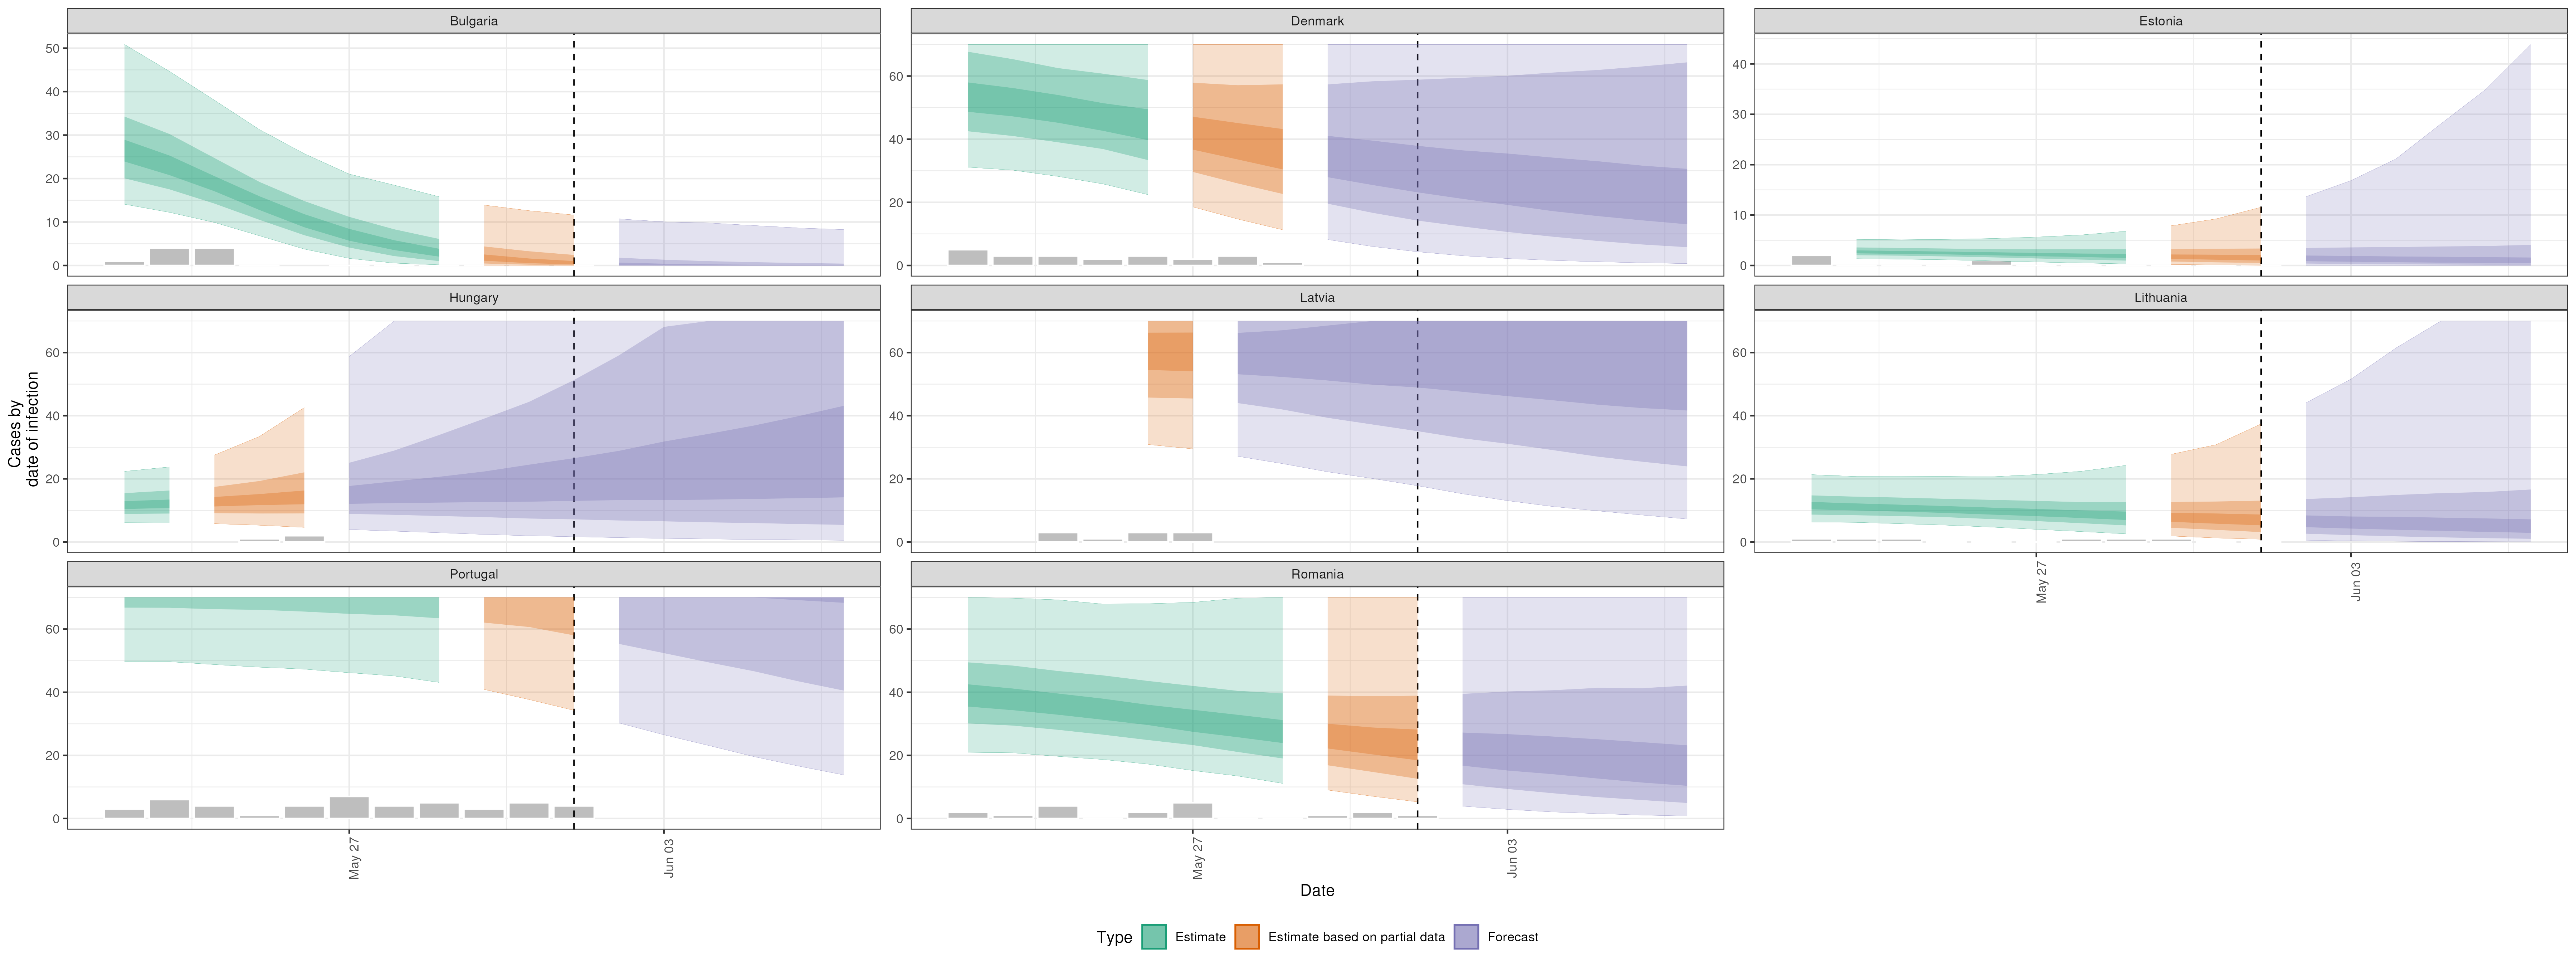 Bulgaria
Denmark
Estonia
50
40
30
20
10
0
60
40
20
0
40
30
20
10
0
Hungary
Latvia
Lithuania
60
40
20
0
60
40
20
0
60
40
20
0
May 27
Jun 03
Portugal
Romania
60
40
20
0
60
40
20
0
May 27
Jun 03
May 27
Jun 03
Cases by
date of infection
Date
Type
Estimate
Estimate based on partial data
Forecast